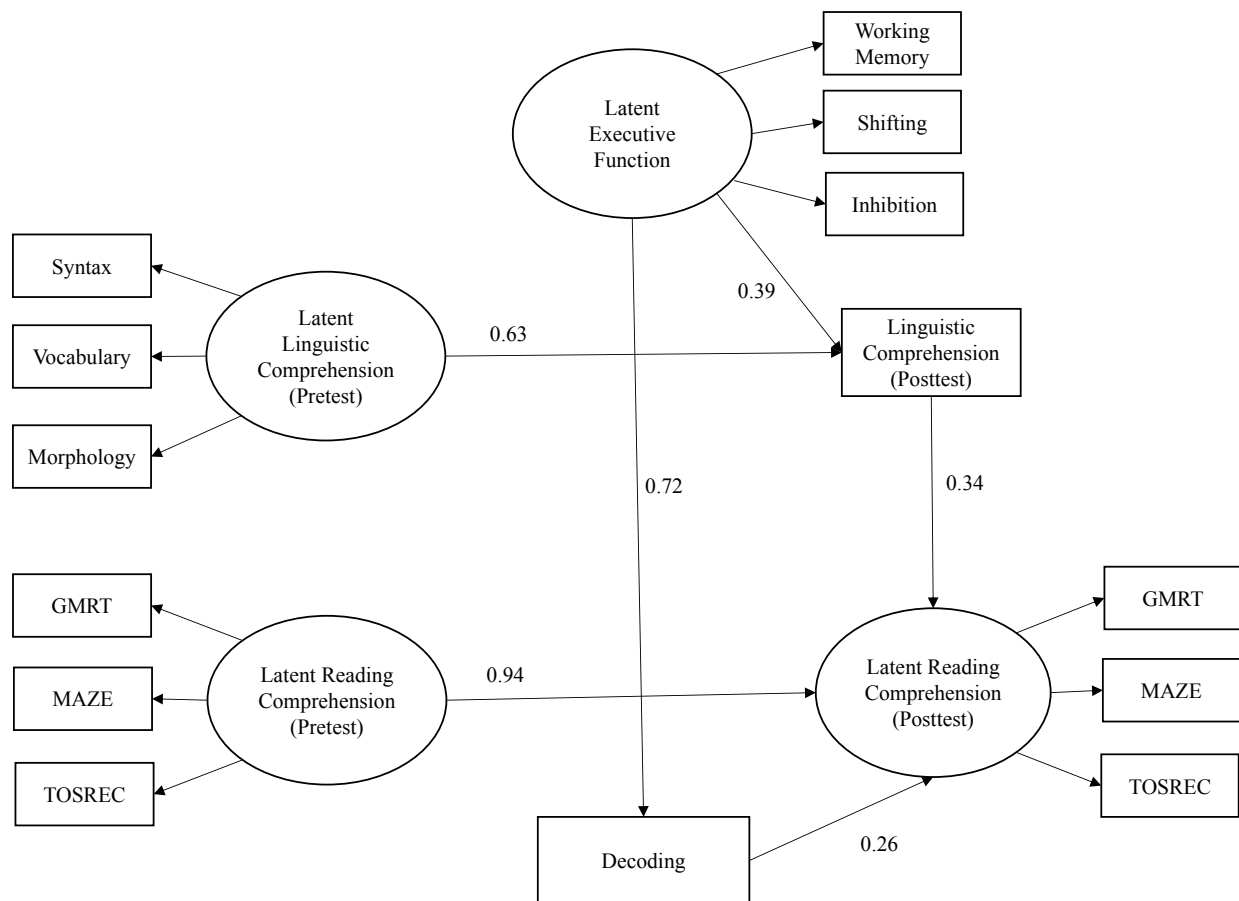 Working
Memory
Latent
Executive
Function
Shifting
Inhibition
Syntax
Vocabulary
Morphology
Latent
Linguistic
Comprehension
(Pretest)
0.63
0.39
Linguistic
Comprehension
(Posttest)
0.72
0.34
GMRT
MAZE
TOSREC
Latent Reading
Comprehension
(Pretest)
0.94
Latent Reading
Comprehension
(Posttest)
GMRT
MAZE
TOSREC
Decoding
0.26